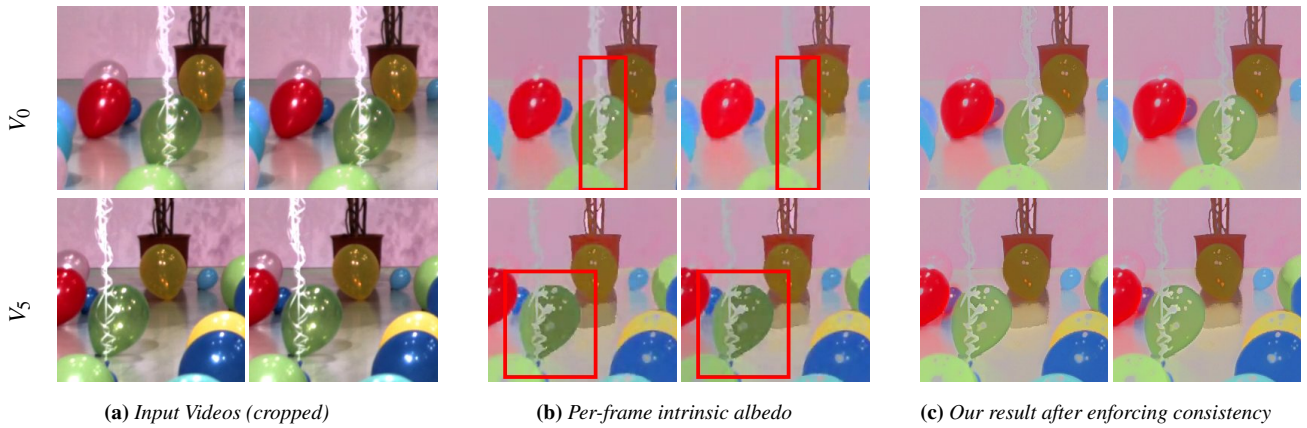 V0
V5
(a) Input Videos (cropped)
(b) Per-frame intrinsic albedo
(c) Our result after enforcing consistency